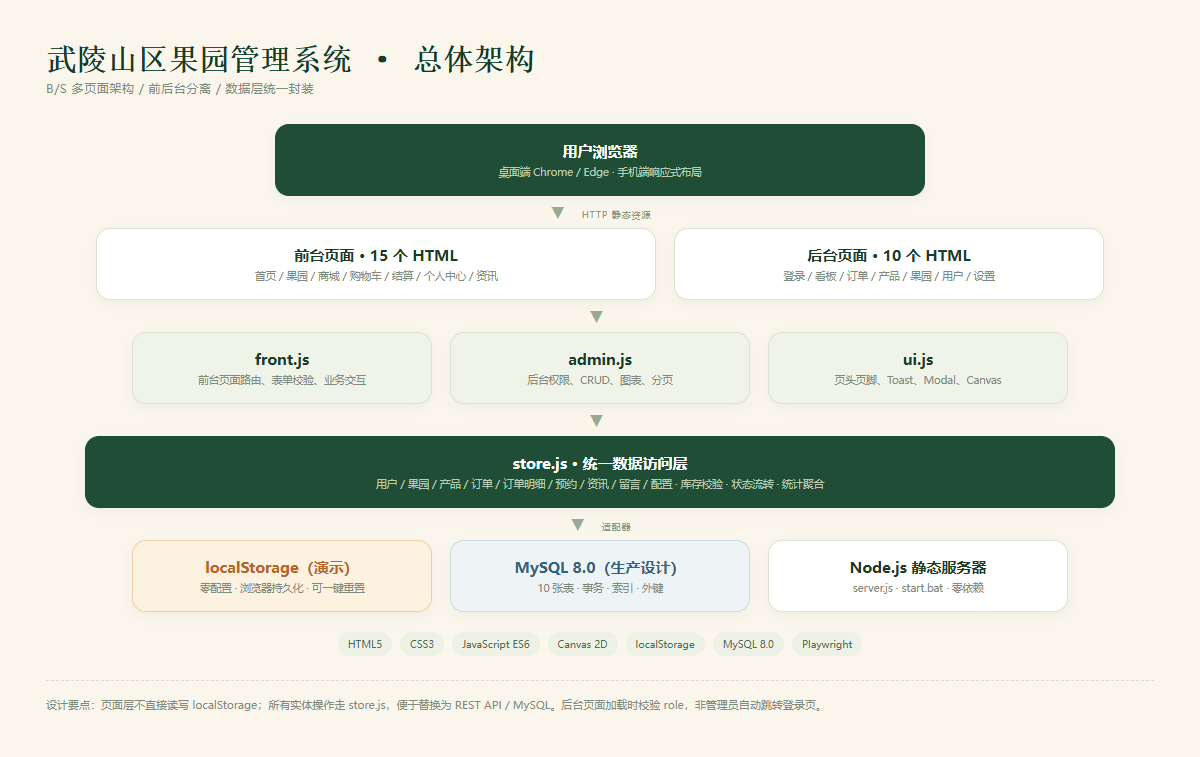 武陵山区果园管理系统 • 总体架构
B/S 多页面架构 / 前后台分离 / 数据层统一封装
用户浏览器
桌面端 Chrome / Edge · 手机端响应式布局
▼ HTTP 静态资源
前台页面 • 15 个 HTML
首页 / 果园 / 商城 / 购物车 / 结算 / 个人中心 / 资讯
后台页面 • 10 个 HTML
登录 / 看板 / 订单 / 产品 / 果园 / 用户 / 设置
▼
front.js
前台页面路由、表单校验、业务交互
admin.js
后台权限、CRUD、图表、分页
ui.js
页头页脚、Toast、Modal、Canvas
▼
store.js • 统一数据访问层
用户 / 果园 / 产品 / 订单 / 订单明细 / 预约 / 资讯 / 留言 / 配置 · 库存校验 · 状态流转 · 统计聚合
▼ 适配器
localStorage（演示）
零配置 · 浏览器持久化 · 可一键重置
MySQL 8.0（生产设计）
10 张表 · 事务 · 索引 · 外键
Node.js 静态服务器
server.js · start.bat · 零依赖
HTML5 CSS3 JavaScript ES6 Canvas 2D localStorage MySQL 8.0 Playwright
设计要点：页面层不直接读写 localStorage；所有实体操作走 store.js，便于替换为 REST API / MySQL。后台页面加载时校验 role，非管理员自动跳转登录页。